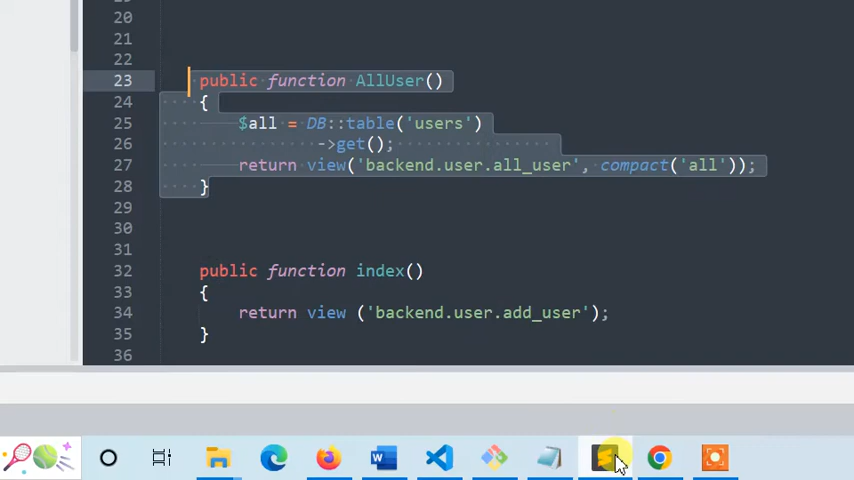 20
21
22
23 public function AllUser()
24 {
25 $all = DB::table('users')
26 ->get();
27 return view('backend.user.all_user', compact('all'));
28 }
29
30
31
32 public function index()
33 {
34 return view ('backend.user.add_user');
35 }
36